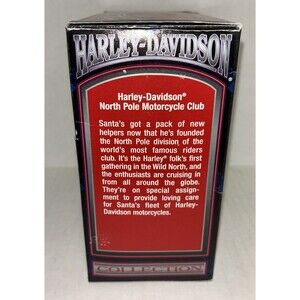 HARLEY-DAVIDSON
Harley-Davidson®
North Pole Motorcycle Club
Santa's got a pack of new
helpers now that he's founded
the North Pole division of the
world's most famous riders
club. It's the Harley® folk's first
gathering in the Wild North, and
the enthusiasts are cruising in
from all around the globe.
They're on special assign-
ment to provide loving care
for Santa's fleet of Harley-
Davidson motorcycles.
COLLECTION